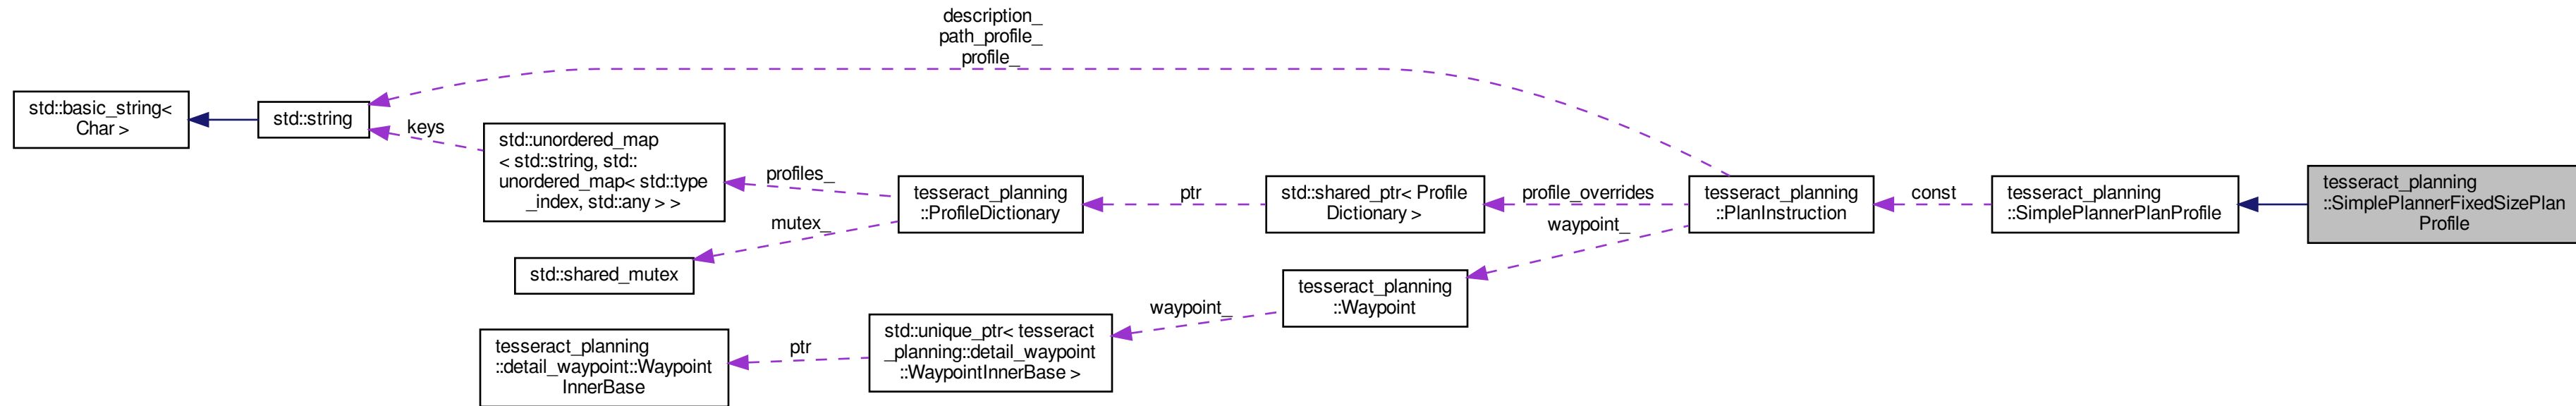 description_
path_profile_
profile_
std::basic_string<
Char >
std::string
keys
std::unordered_map
< std::string, std::
unordered_map< std::type
_index, std::any > >
profiles_
mutex_
std::shared_mutex
tesseract_planning
::ProfileDictionary
ptr
std::shared_ptr< Profile
Dictionary >
profile_overrides
waypoint_
tesseract_planning
::PlanInstruction
const
tesseract_planning
::SimplePlannerPlanProfile
tesseract_planning
::SimplePlannerFixedSizePlan
Profile
tesseract_planning
::Waypoint
waypoint_
std::unique_ptr< tesseract
_planning::detail_waypoint
::WaypointInnerBase >
ptr
tesseract_planning
::detail_waypoint::Waypoint
InnerBase